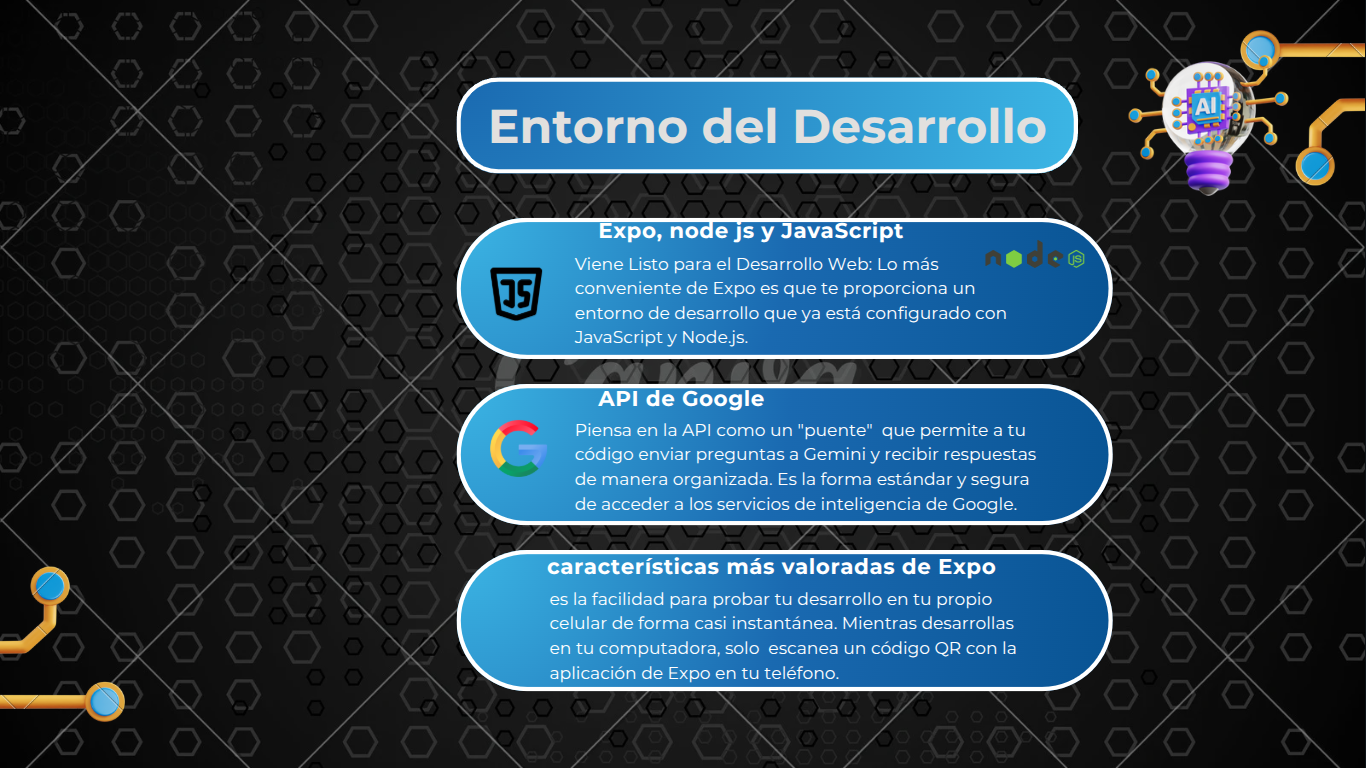 Entorno del Desarrollo
AI
Expo, node js y JavaScript
node JS
JS
Viene Listo para el Desarrollo Web: Lo más
conveniente de Expo es que te proporciona un
entorno de desarrollo que ya está configurado con
JavaScript y Node.js.
Canva
API de Google
G
Piensa en la API como un "puente"  que permite a tu
código enviar preguntas a Gemini y recibir respuestas
de manera organizada. Es la forma estándar y segura
de acceder a los servicios de inteligencia de Google.
características más valoradas de Expo
es la facilidad para probar tu desarrollo en tu propio
celular de forma casi instantánea. Mientras desarrollas
en tu computadora, solo  escanea un código QR con la
aplicación de Expo en tu teléfono.